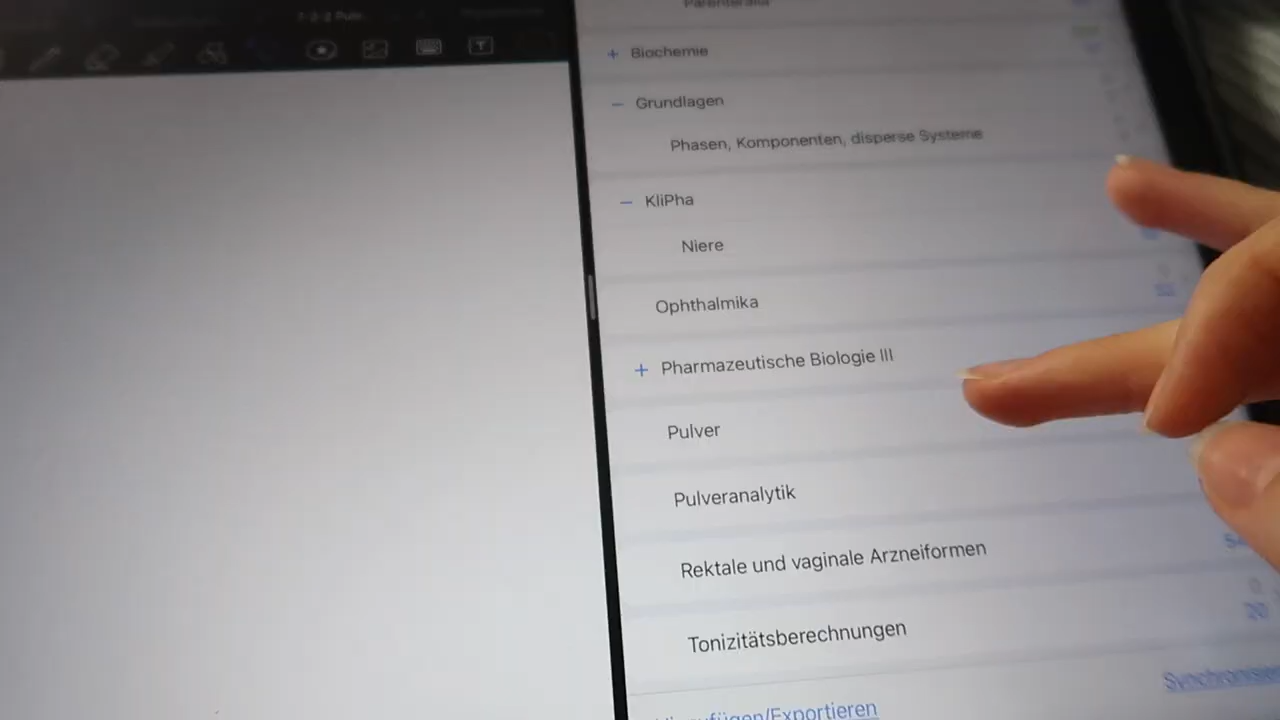 Parenteralia
Biochemie
Grundlagen
Phasen, Komponenten, disperse Systeme
KliPha
Niere
Ophthalmika
Pharmazeutische Biologie III
Pulver
Pulveranalytik
Rektale und vaginale Arzneiformen
Tonizitätsberechnungen